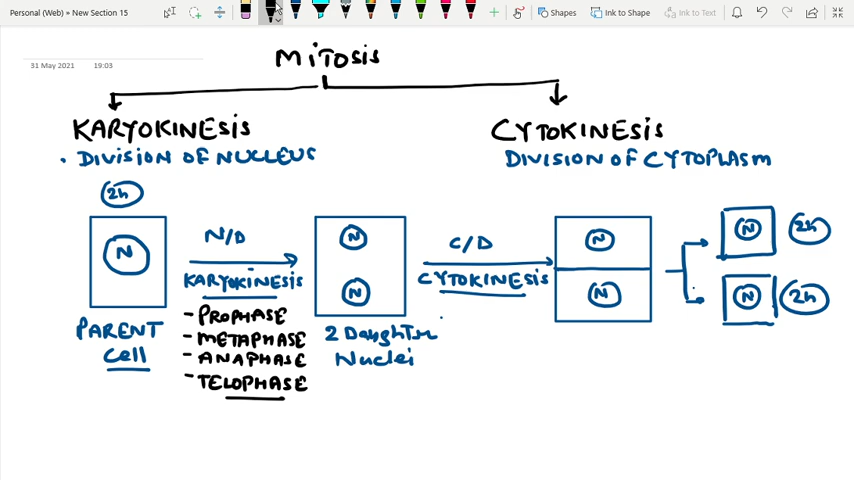 Personal (Web) » New Section 15
Shapes
Ink to Shape
Ink to Text
MiTosis
31 May 2021 19:03
KARYOKINESIS
CYTOKINESIS
. DIVISION OF NUCLEUS
DIVISION OF CYTOPLASM
2n
N
N/D
KARYOKINESIS
- PROPHASE
- METAPHASE
- ANAPHASE
- TELOPHASE
PARENT
Cell
N
N
2 Daughter
Nuclei
C/D
CYTOKINESIS
N
N
N
2n
N
2n